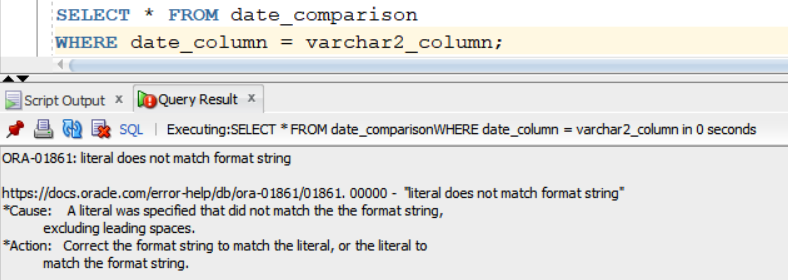 SELECT * FROM date_comparison
WHERE date_column = varchar2_column;
Script Output x Query Result x
SQL | Executing:SELECT * FROM date_comparisonWHERE date_column = varchar2_column in 0 seconds
ORA-01861: literal does not match format string
https://docs.oracle.com/error-help/db/ora-01861/01861. 00000 - "literal does not match format string"
*Cause: A literal was specified that did not match the the format string,
excluding leading spaces.
*Action: Correct the format string to match the literal, or the literal to
match the format string.